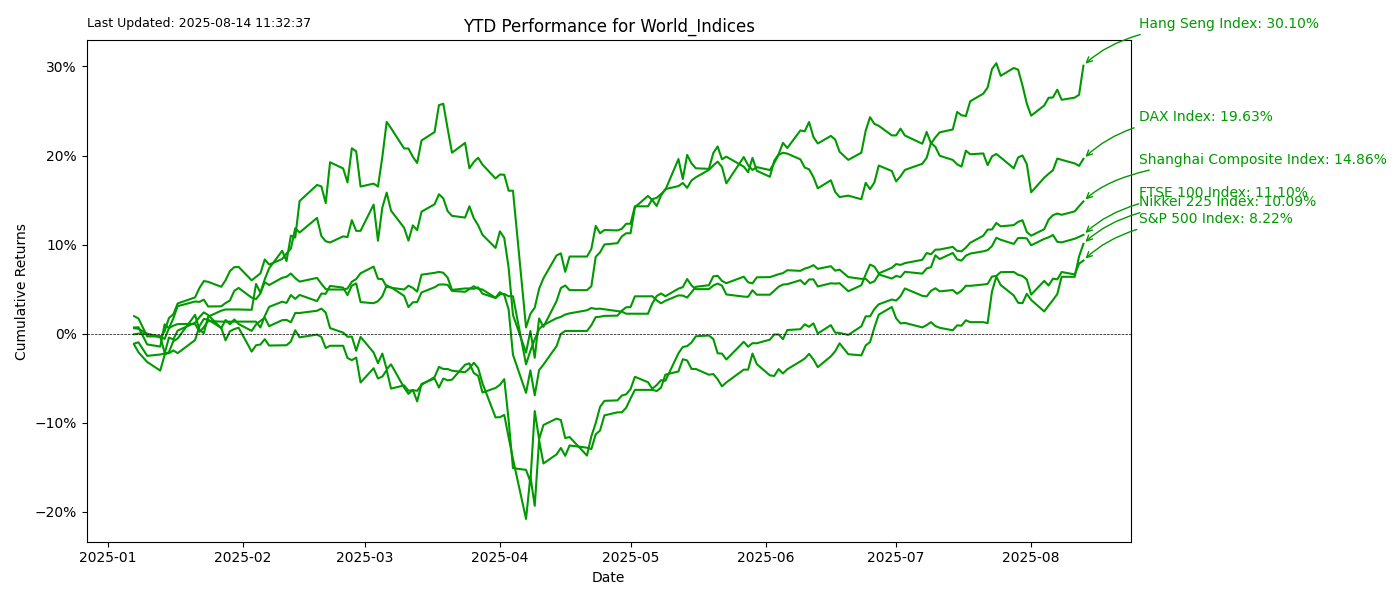 Last Updated: 2025-08-14 11:32:37
YTD Performance for World_Indices
Hang Seng Index: 30.10%
DAX Index: 19.63%
Shanghai Composite Index: 14.86%
FTSE 100 Index: 11.10%
Nikkei 225 Index: 10.09%
S&P 500 Index: 8.22%
Cumulative Returns
30%
20%
10%
0%
−10%
−20%
2025-01
2025-02
2025-03
2025-04
2025-05
2025-06
2025-07
2025-08
Date